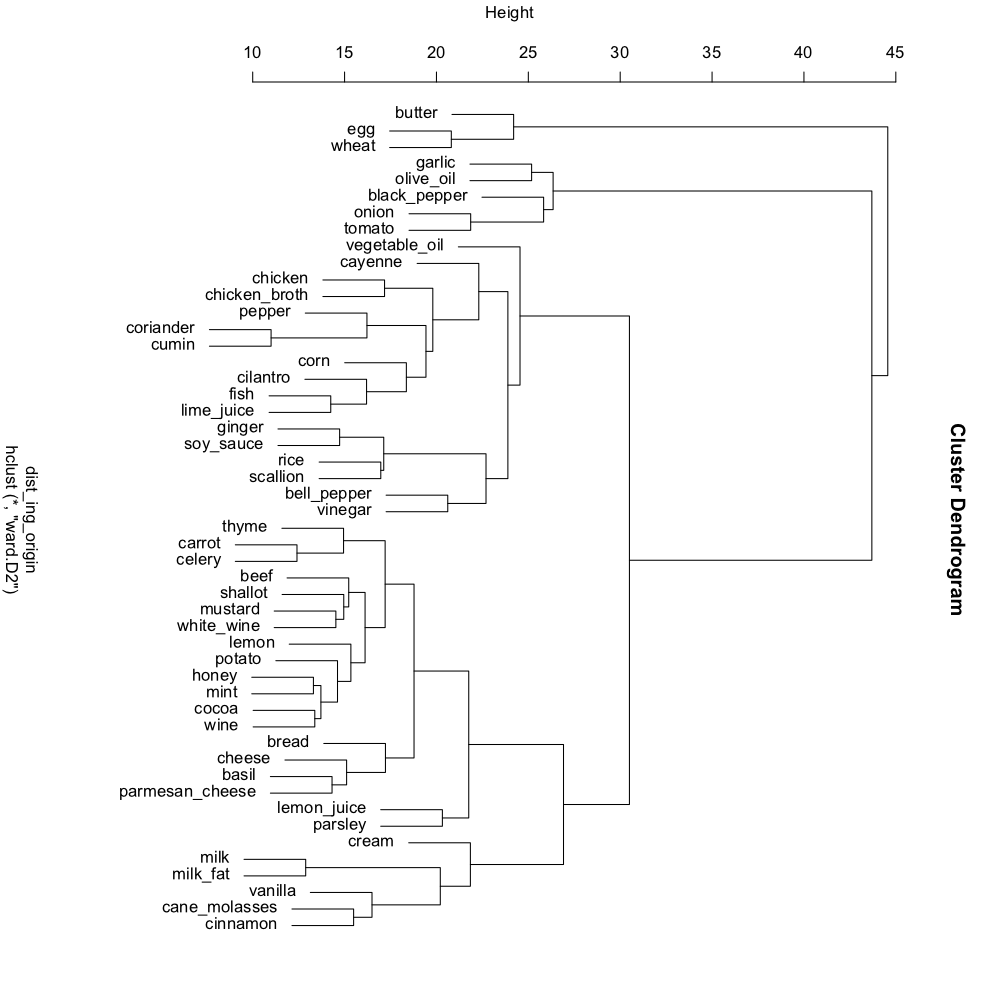 Height
10 15 20 25 30 35 40 45
butter
egg
wheat
garlic
olive_oil
black_pepper
onion
tomato
vegetable_oil
cayenne
chicken
chicken_broth
pepper
coriander
cumin
corn
cilantro
fish
lime_juice
ginger
soy_sauce
rice
scallion
bell_pepper
vinegar
thyme
carrot
celery
beef
shallot
mustard
white_wine
lemon
potato
honey
mint
cocoa
wine
bread
cheese
basil
parmesan_cheese
lemon_juice
parsley
cream
milk
milk_fat
vanilla
cane_molasses
cinnamon
Cluster Dendrogram
dist_ing_origin
hclust (*, "ward.D2")